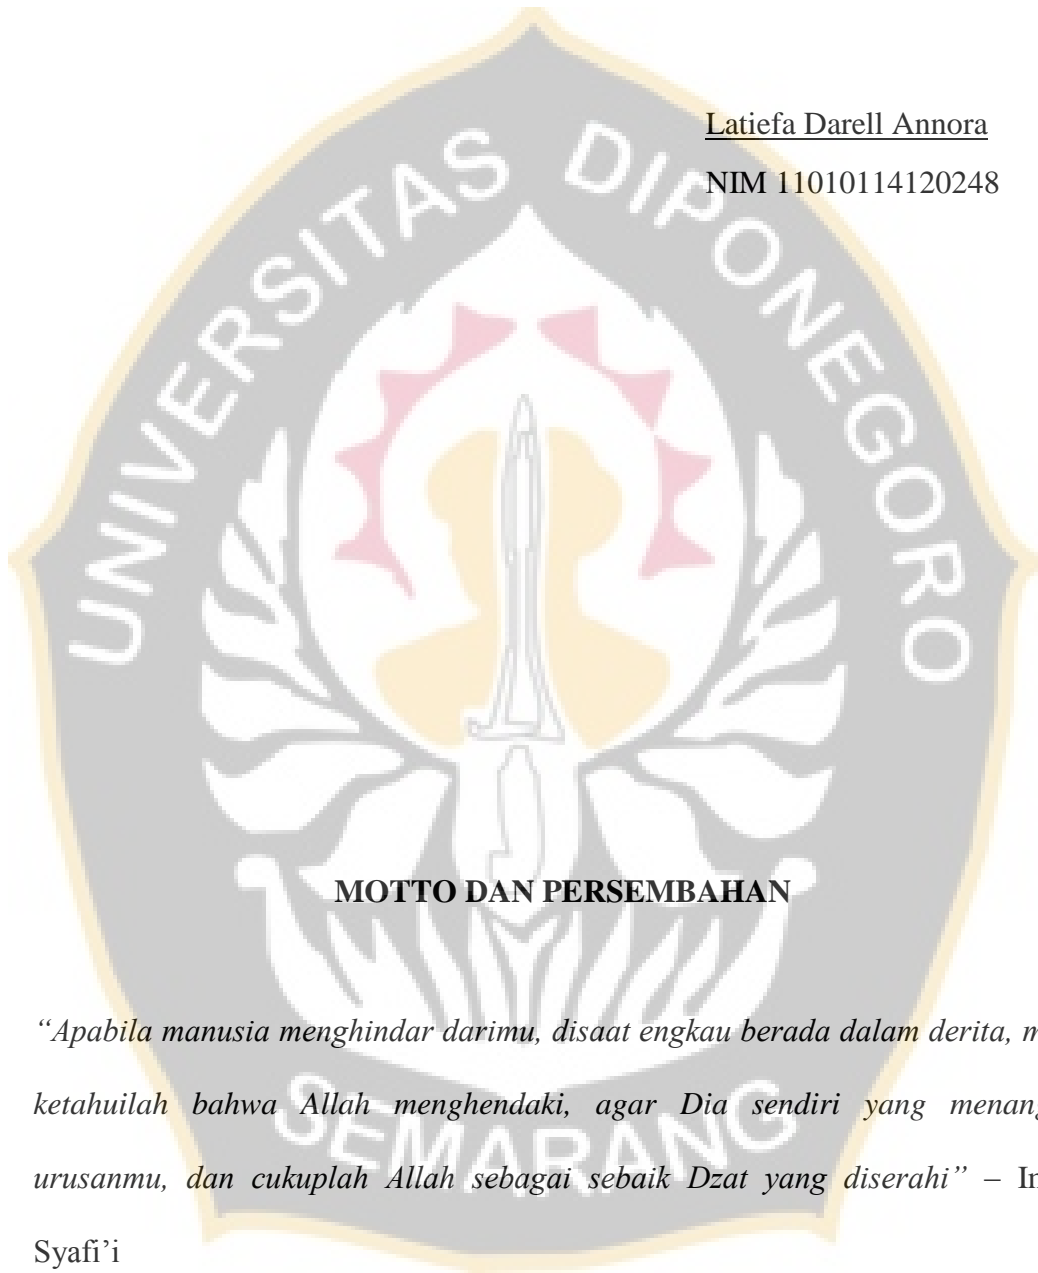 Latiefa Darell Annora
NIM 11010114120248
UNIVERSITAS DIPONEGORO
MOTTO DAN PERSEMBAHAN
“Apabila manusia menghindar darimu, disaat engkau berada dalam derita,
ketahuilah bahwa Allah menghendaki, agar Dia sendiri yang
urusanmu, dan cukuplah Allah sebagai sebaik Dzat yang diserahi” –
Syafi’i
SEMARANG